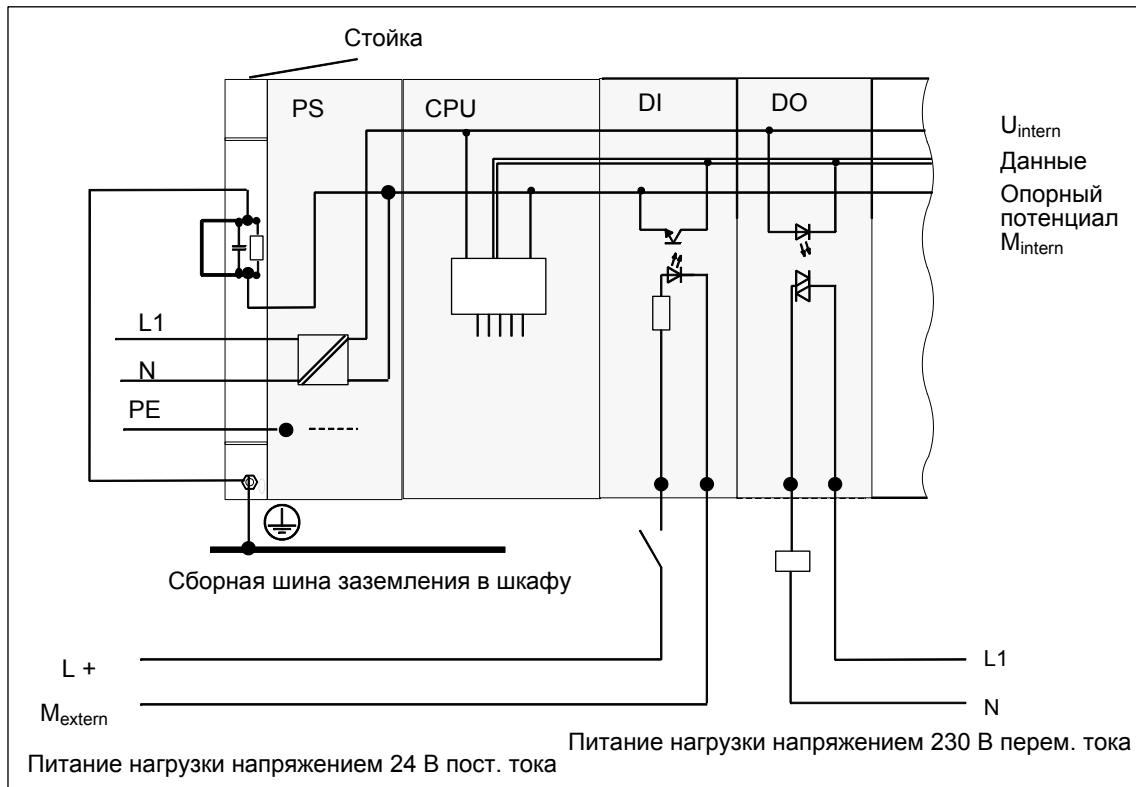 Стойка
PS
CPU
DI
DO
Uintern
Данные
Опорный
потенциал
Mintern
L1
N
PE
Сборная шина заземления в шкафу
L +
Mextern
L1
N
Питание нагрузки напряжением 230 В перем. тока
Питание нагрузки напряжением 24 В пост. тока